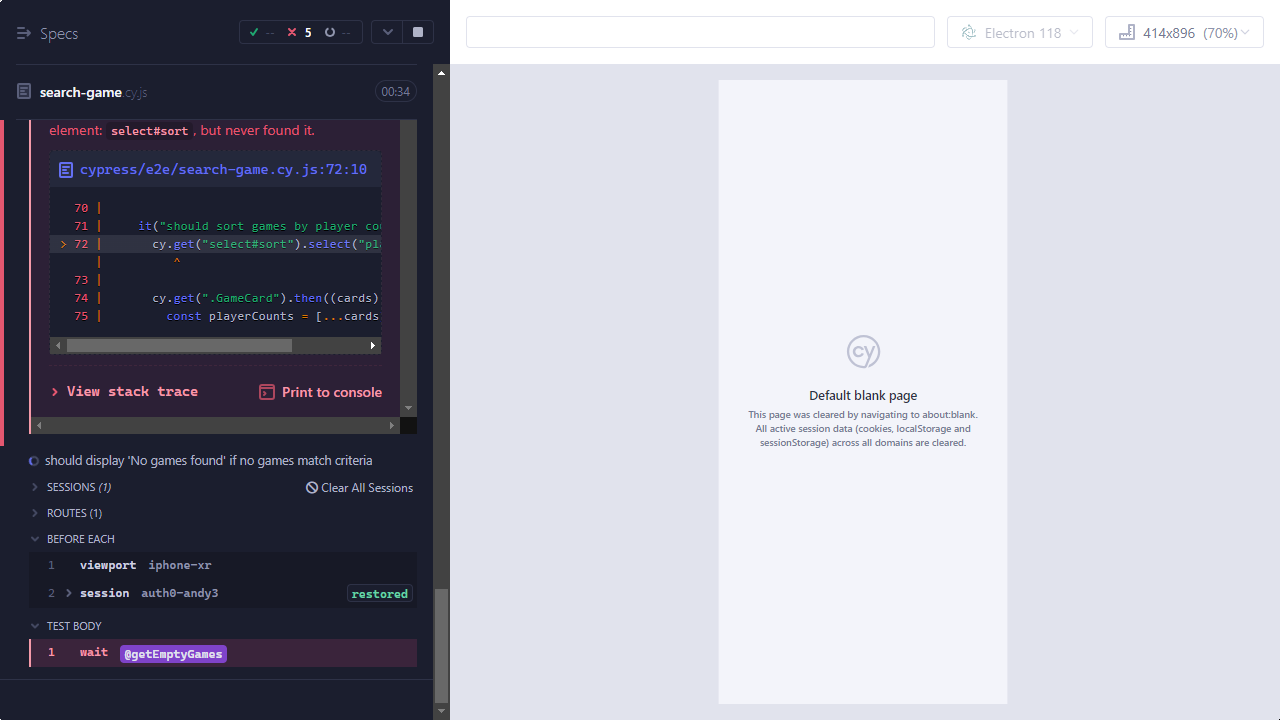 Specs
-- 5 --
Electron 118
414x896 (70%)
search-game.cy.js
00:34
element: select#sort , but never found it.
cypress/e2e/search-game.cy.js:72:10
70 |
71 | it("should sort games by player cou
> 72 | cy.get("select#sort").select("pla
| ^
73 |
74 | cy.get(".GameCard").then((cards)
75 | const playerCounts = [...cards
View stack trace
Print to console
should display 'No games found' if no games match criteria
SESSIONS (1)
Clear All Sessions
ROUTES (1)
BEFORE EACH
1 viewport iphone-xr
2 session auth0-andy3 restored
TEST BODY
1 wait @getEmptyGames
cy
Default blank page
This page was cleared by navigating to about:blank.
All active session data (cookies, localStorage and
sessionStorage) across all domains are cleared.